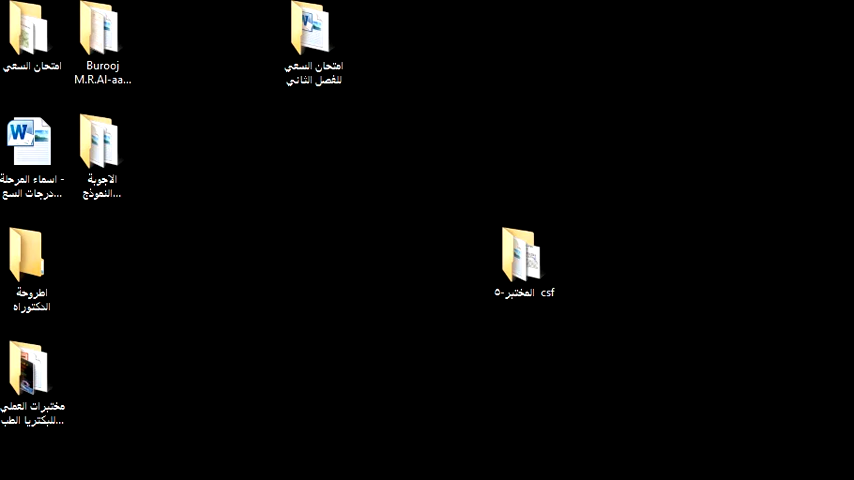 امتحان السعي
Burooj
M.R.Al-aa...
امتحان السعي
للفصل الثاني
اسماء المرحلة -
درجات السع...
الاجوبة
النموذج...
اطروحة
الدكتوراه
المختبر-٥ csf
مختبرات العملي
للبكتريا الطب...